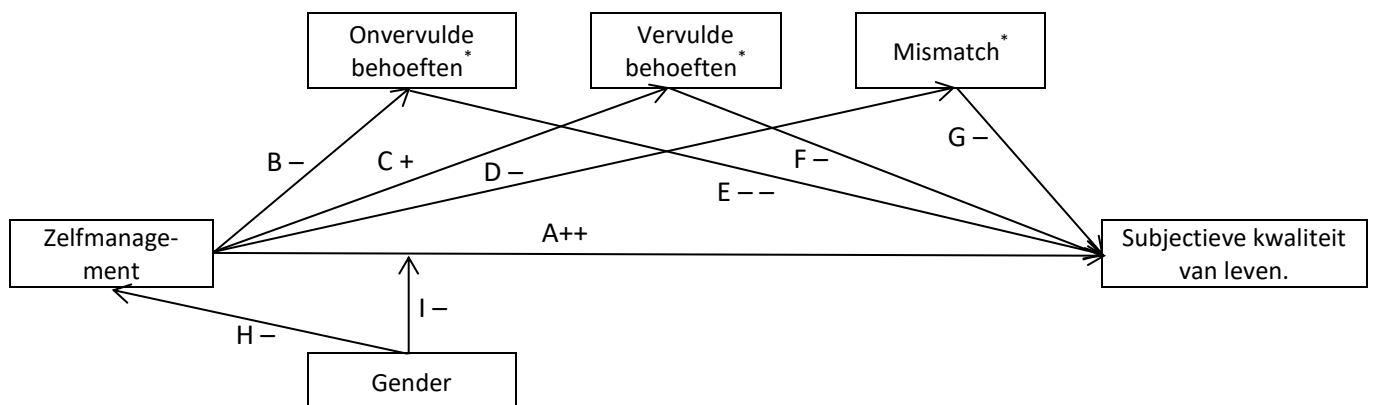 Onvervulde
behoeften*
Vervulde
behoeften*
Mismatch*
B –
C +
D –
F –
G –
E – –
A++
Zelfmanage-
ment
Subjectieve kwaliteit
van leven.
H –
I –
Gender